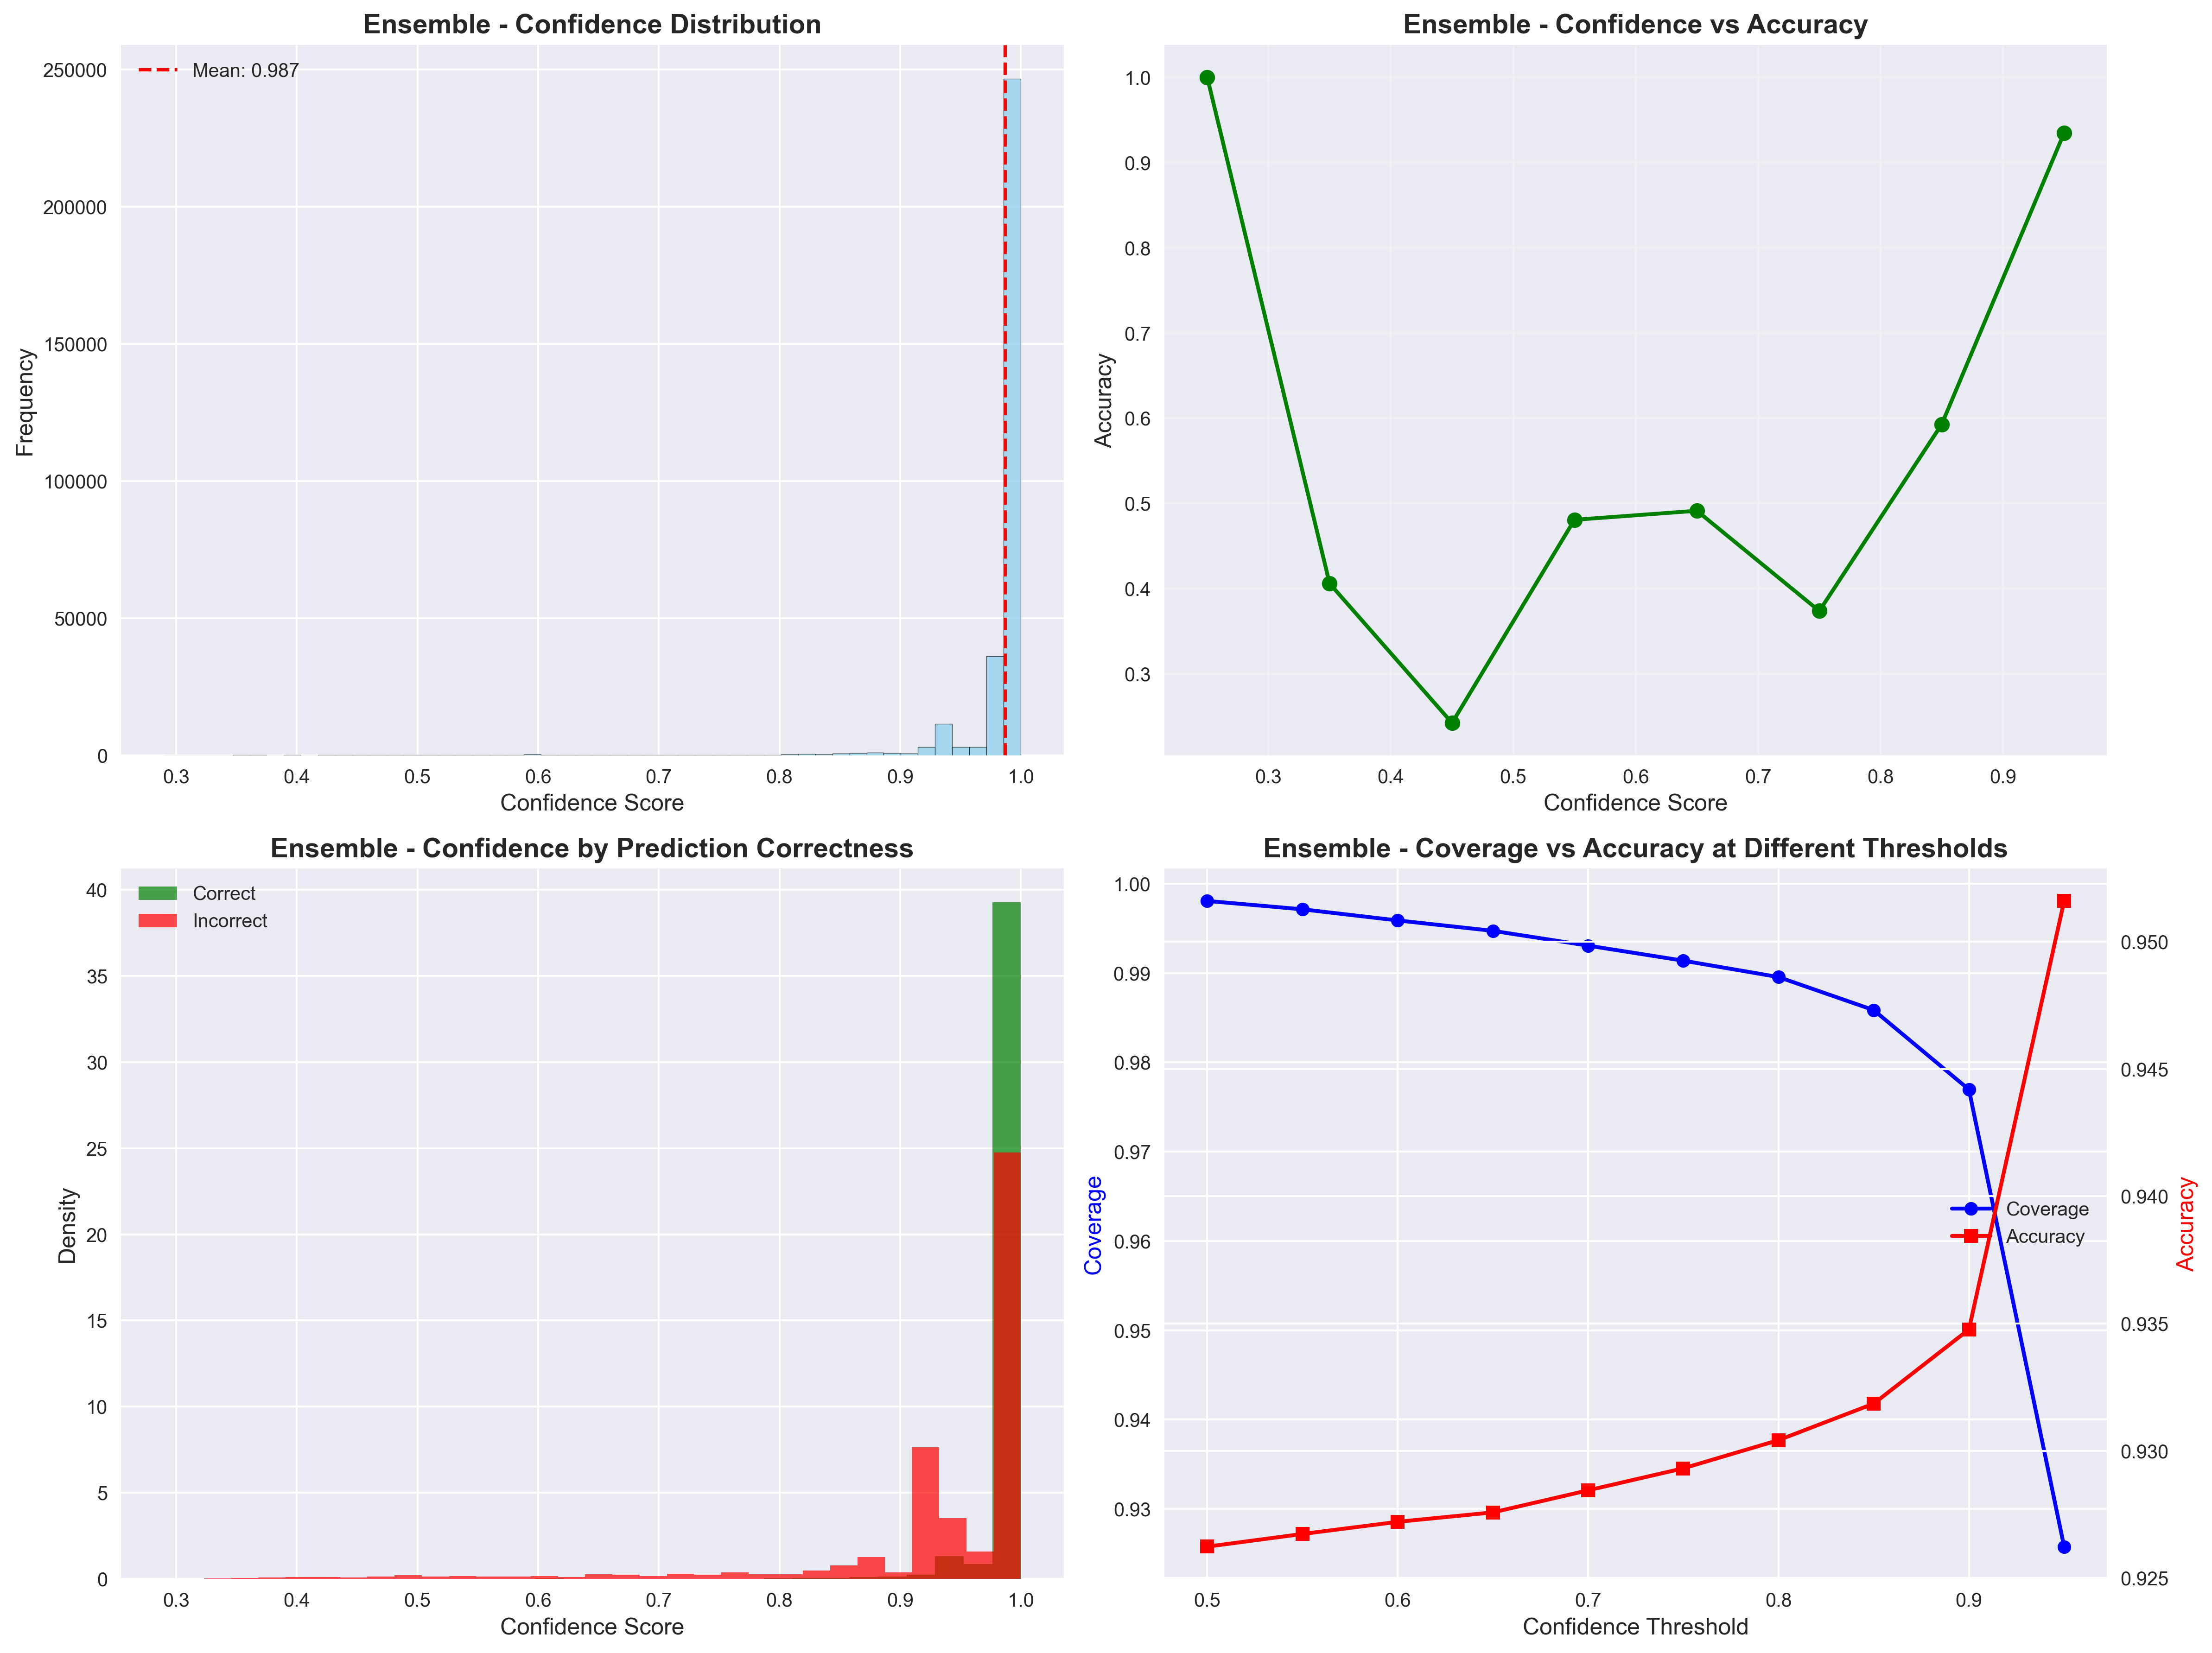 Ensemble - Confidence Distribution
Mean: 0.987
Frequency
250000
200000
150000
100000
50000
0
0.3 0.4 0.5 0.6 0.7 0.8 0.9 1.0
Confidence Score
Ensemble - Confidence vs Accuracy
Accuracy
1.0
0.9
0.8
0.7
0.6
0.5
0.4
0.3
0.3 0.4 0.5 0.6 0.7 0.8 0.9
Confidence Score
Ensemble - Confidence by Prediction Correctness
Correct
Incorrect
Density
40
35
30
25
20
15
10
5
0
0.3 0.4 0.5 0.6 0.7 0.8 0.9 1.0
Confidence Score
Ensemble - Coverage vs Accuracy at Different Thresholds
Coverage
1.00
0.99
0.98
0.97
0.96
0.95
0.94
0.93
Coverage
Accuracy
0.950
0.945
0.940
0.935
0.930
0.925
Accuracy
0.5 0.6 0.7 0.8 0.9
Confidence Threshold